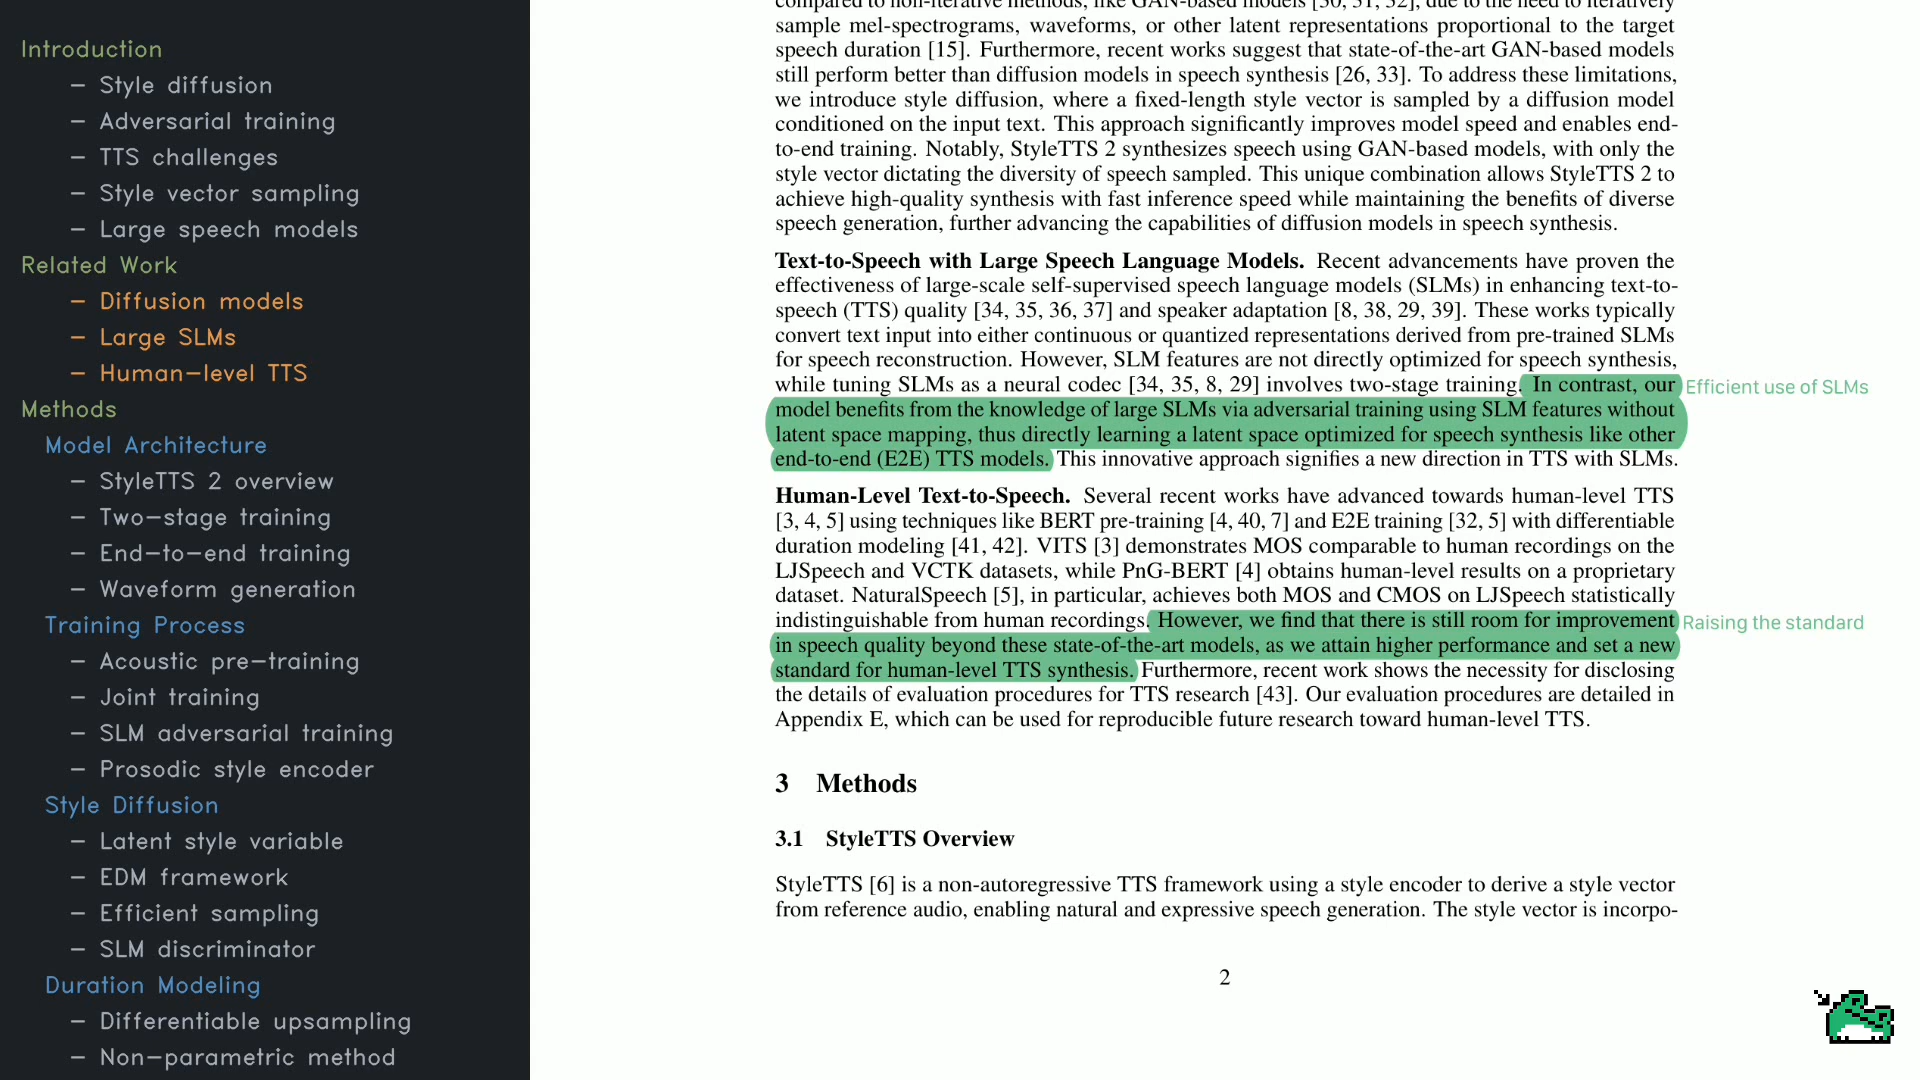 Introduction
– Style diffusion
– Adversarial training
– TTS challenges
– Style vector sampling
– Large speech models
Related Work
– Diffusion models
– Large SLMs
– Human-level TTS
Methods
Model Architecture
– StyleTTS 2 overview
– Two-stage training
– End-to-end training
– Waveform generation
Training Process
– Acoustic pre-training
– Joint training
– SLM adversarial training
– Prosodic style encoder
Style Diffusion
– Latent style variable
– EDM framework
– Efficient sampling
– SLM discriminator
Duration Modeling
– Differentiable upsampling
– Non-parametric method
compared to non-iterative methods, like GAN-based models [30, 31, 32], due to the need to iteratively
sample mel-spectrograms, waveforms, or other latent representations proportional to the target
speech duration [15]. Furthermore, recent works suggest that state-of-the-art GAN-based models
still perform better than diffusion models in speech synthesis [26, 33]. To address these limitations,
we introduce style diffusion, where a fixed-length style vector is sampled by a diffusion model
conditioned on the input text. This approach significantly improves model speed and enables end-
to-end training. Notably, StyleTTS 2 synthesizes speech using GAN-based models, with only the
style vector dictating the diversity of speech sampled. This unique combination allows StyleTTS 2 to
achieve high-quality synthesis with fast inference speed while maintaining the benefits of diverse
speech generation, further advancing the capabilities of diffusion models in speech synthesis.
Text-to-Speech with Large Speech Language Models. Recent advancements have proven the
effectiveness of large-scale self-supervised speech language models (SLMs) in enhancing text-to-
speech (TTS) quality [34, 35, 36, 37] and speaker adaptation [8, 38, 29, 39]. These works typically
convert text input into either continuous or quantized representations derived from pre-trained SLMs
for speech reconstruction. However, SLM features are not directly optimized for speech synthesis,
while tuning SLMs as a neural codec [34, 35, 8, 29] involves two-stage training. In contrast, our
model benefits from the knowledge of large SLMs via adversarial training using SLM features without
latent space mapping, thus directly learning a latent space optimized for speech synthesis like other
end-to-end (E2E) TTS models. This innovative approach signifies a new direction in TTS with SLMs.
Efficient use of SLMs
Human-Level Text-to-Speech. Several recent works have advanced towards human-level TTS
[3, 4, 5] using techniques like BERT pre-training [4, 40, 7] and E2E training [32, 5] with differentiable
duration modeling [41, 42]. VITS [3] demonstrates MOS comparable to human recordings on the
LJSpeech and VCTK datasets, while PnG-BERT [4] obtains human-level results on a proprietary
dataset. NaturalSpeech [5], in particular, achieves both MOS and CMOS on LJSpeech statistically
indistinguishable from human recordings. However, we find that there is still room for improvement
in speech quality beyond these state-of-the-art models, as we attain higher performance and set a new
standard for human-level TTS synthesis. Furthermore, recent work shows the necessity for disclosing
the details of evaluation procedures for TTS research [43]. Our evaluation procedures are detailed in
Appendix E, which can be used for reproducible future research toward human-level TTS.
Raising the standard
3 Methods
3.1 StyleTTS Overview
StyleTTS [6] is a non-autoregressive TTS framework using a style encoder to derive a style vector
from reference audio, enabling natural and expressive speech generation. The style vector is incorpo-
2